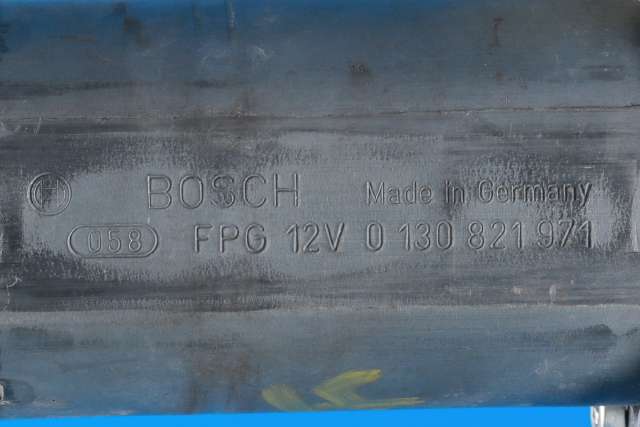 BOSCH Made In Germany
058 FPG 12V 0 130 821 971